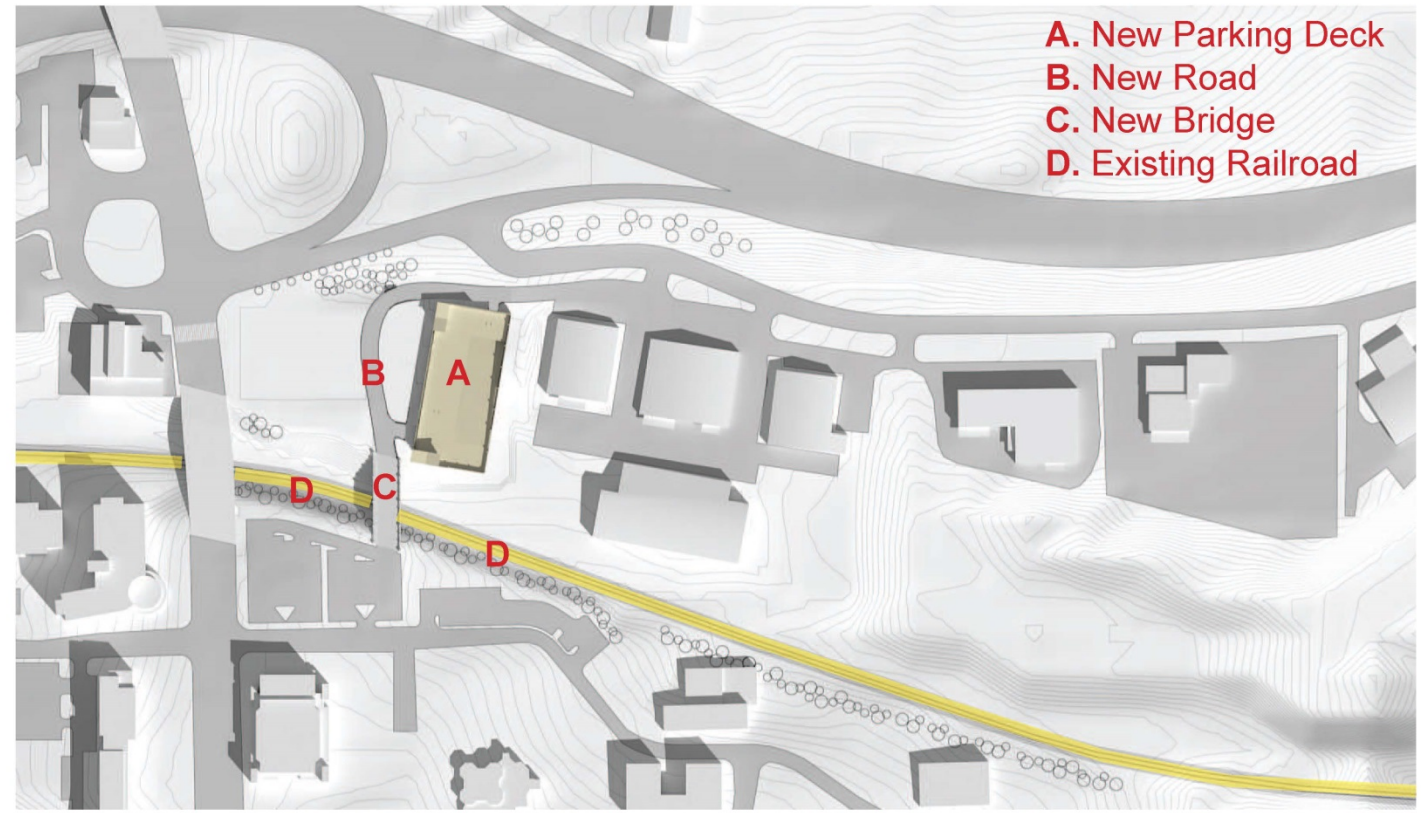 A. New Parking Deck
B. New Road
C. New Bridge
D. Existing Railroad
B
A
D
C
D